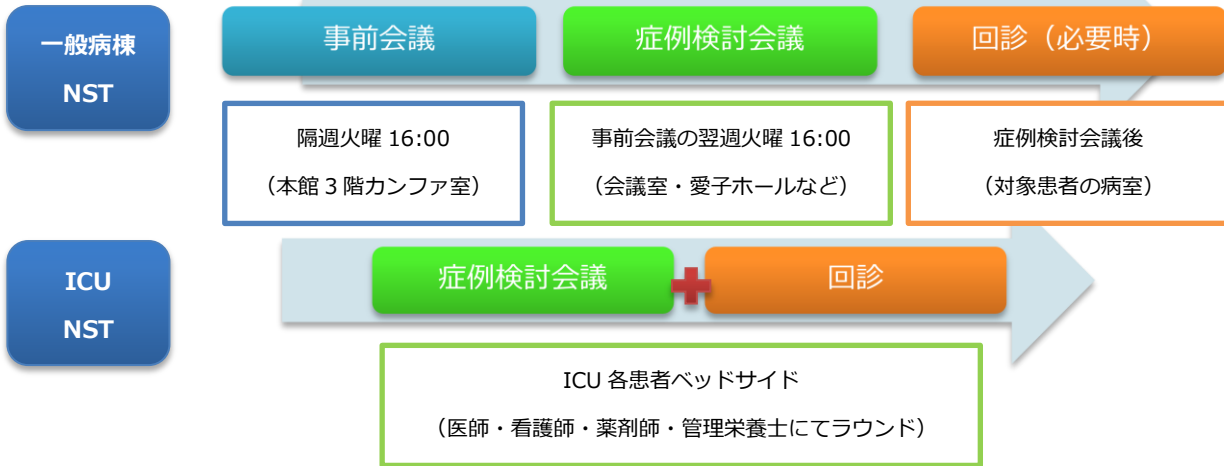 一般病棟
NST
事前会議
症例検討会議
回診（必要時）
隔週火曜 16:00
（本館 3 階カンファ室）
事前会議の翌週火曜 16:00
（会議室・愛子ホールなど）
症例検討会議後
（対象患者の病室）
ICU
NST
症例検討会議
回診
ICU 各患者ベッドサイド
（医師・看護師・薬剤師・管理栄養士にてラウンド）